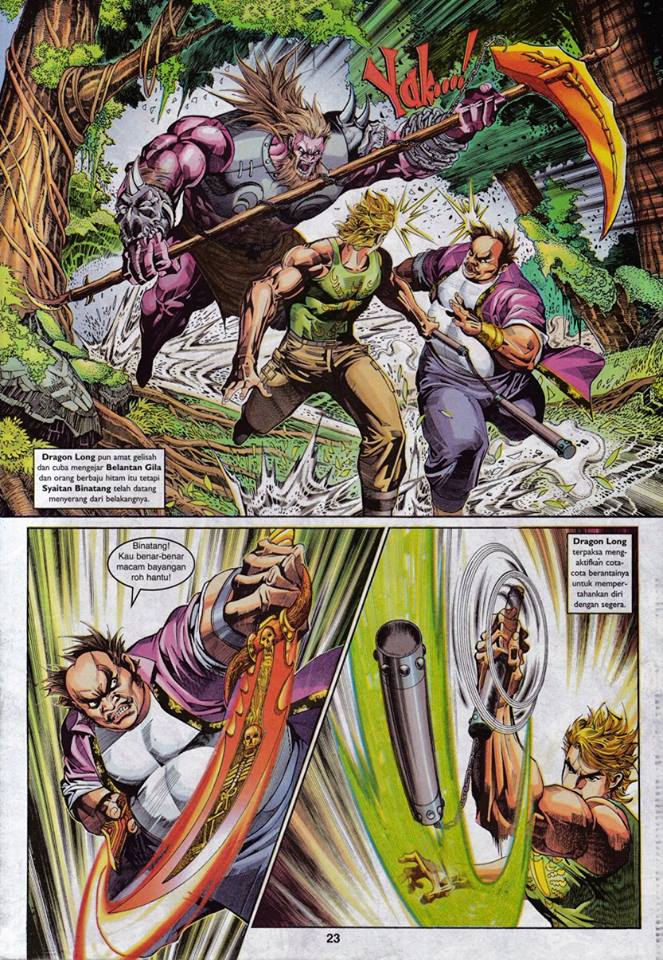 Yak....!
Dragon Long pun amat gelisah
dan cuba mengejar Belantan Gila
dan orang berbaju hitam itu tetapi
Syaitan Binatang telah datang
menyerang dari belakangnya.
Binatang!
Kau benar-benar
macam bayangan
roh hantu!
Dragon Long
terpaksa meng-
aktifkan cota-
cota berantainya
untuk memper-
tahankan diri
dengan segera.
23